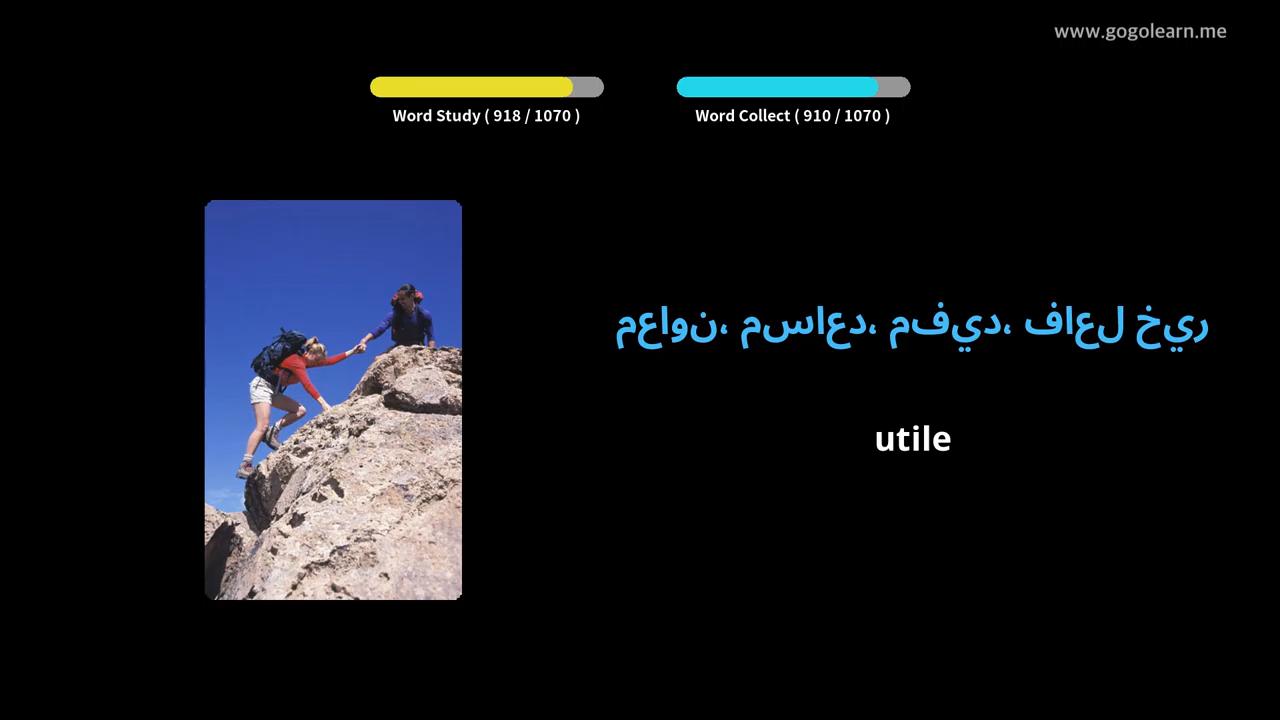 www.gogolearn.me
Word Study ( 918 / 1070 )
Word Collect ( 910 / 1070 )
معاون، مساعد، مفيد، فاعل خير
utile